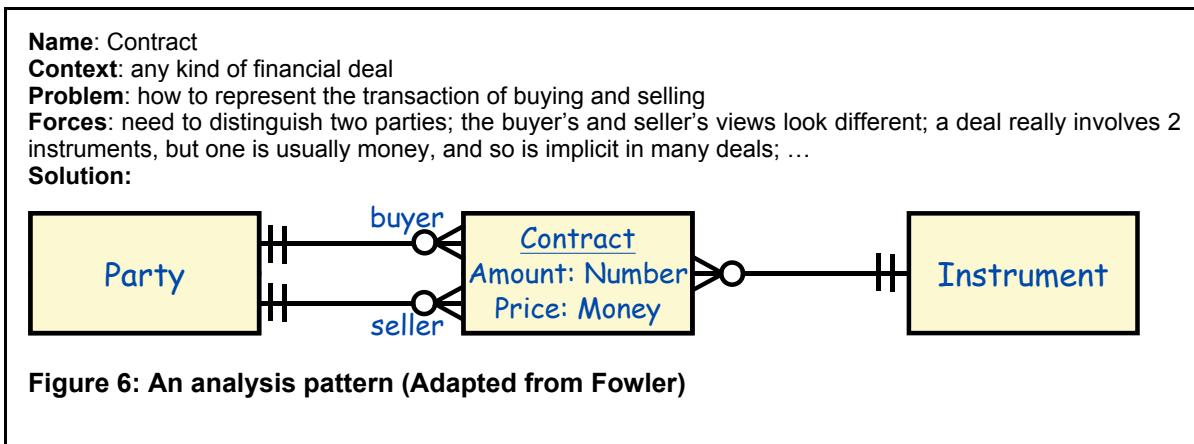 Name: Contract
Context: any kind of financial deal
Problem: how to represent the transaction of buying and selling
Forces: need to distinguish two parties; the buyer’s and seller’s views look different; a deal really involves 2
instruments, but one is usually money, and so is implicit in many deals; …
Solution:
buyer
Party
seller
Contract
Amount: Number
Price: Money
Instrument
Figure 6: An analysis pattern (Adapted from Fowler)